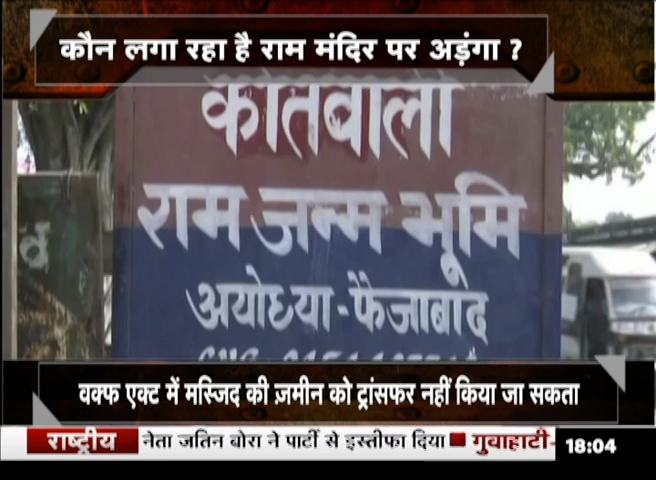 कौन लगा रहा है राम मंदिर पर अड़ंगा ?
कोतवाली
राम जन्म भूमि
अयोध्या-फैजाबाद
वक्फ एक्ट में मस्जिद की ज़मीन को ट्रांसफर नहीं किया जा सकता
राष्ट्रीय नेता जतिन बोरा ने पार्टी से इस्तीफा दिया गुवाहाटी- 18:04